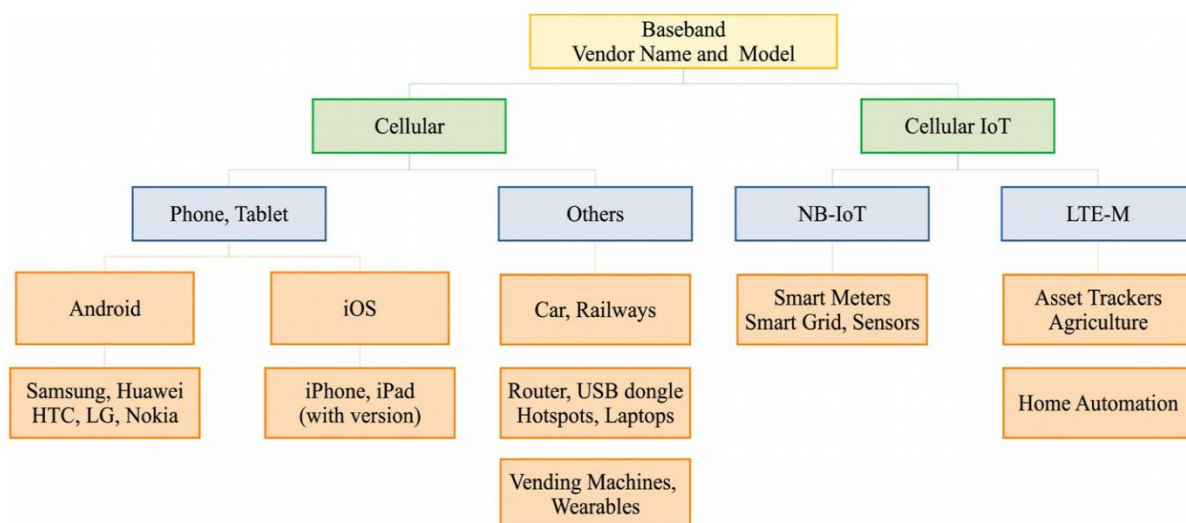 Baseband
Vendor Name and Model
Cellular
Cellular IoT
Phone, Tablet
Others
NB-IoT
LTE-M
Android
iOS
Car, Railways
Smart Meters
Smart Grid, Sensors
Asset Trackers
Agriculture
Samsung, Huawei
HTC, LG, Nokia
iPhone, iPad
(with version)
Router, USB dongle
Hotspots, Laptops
Home Automation
Vending Machines,
Wearables